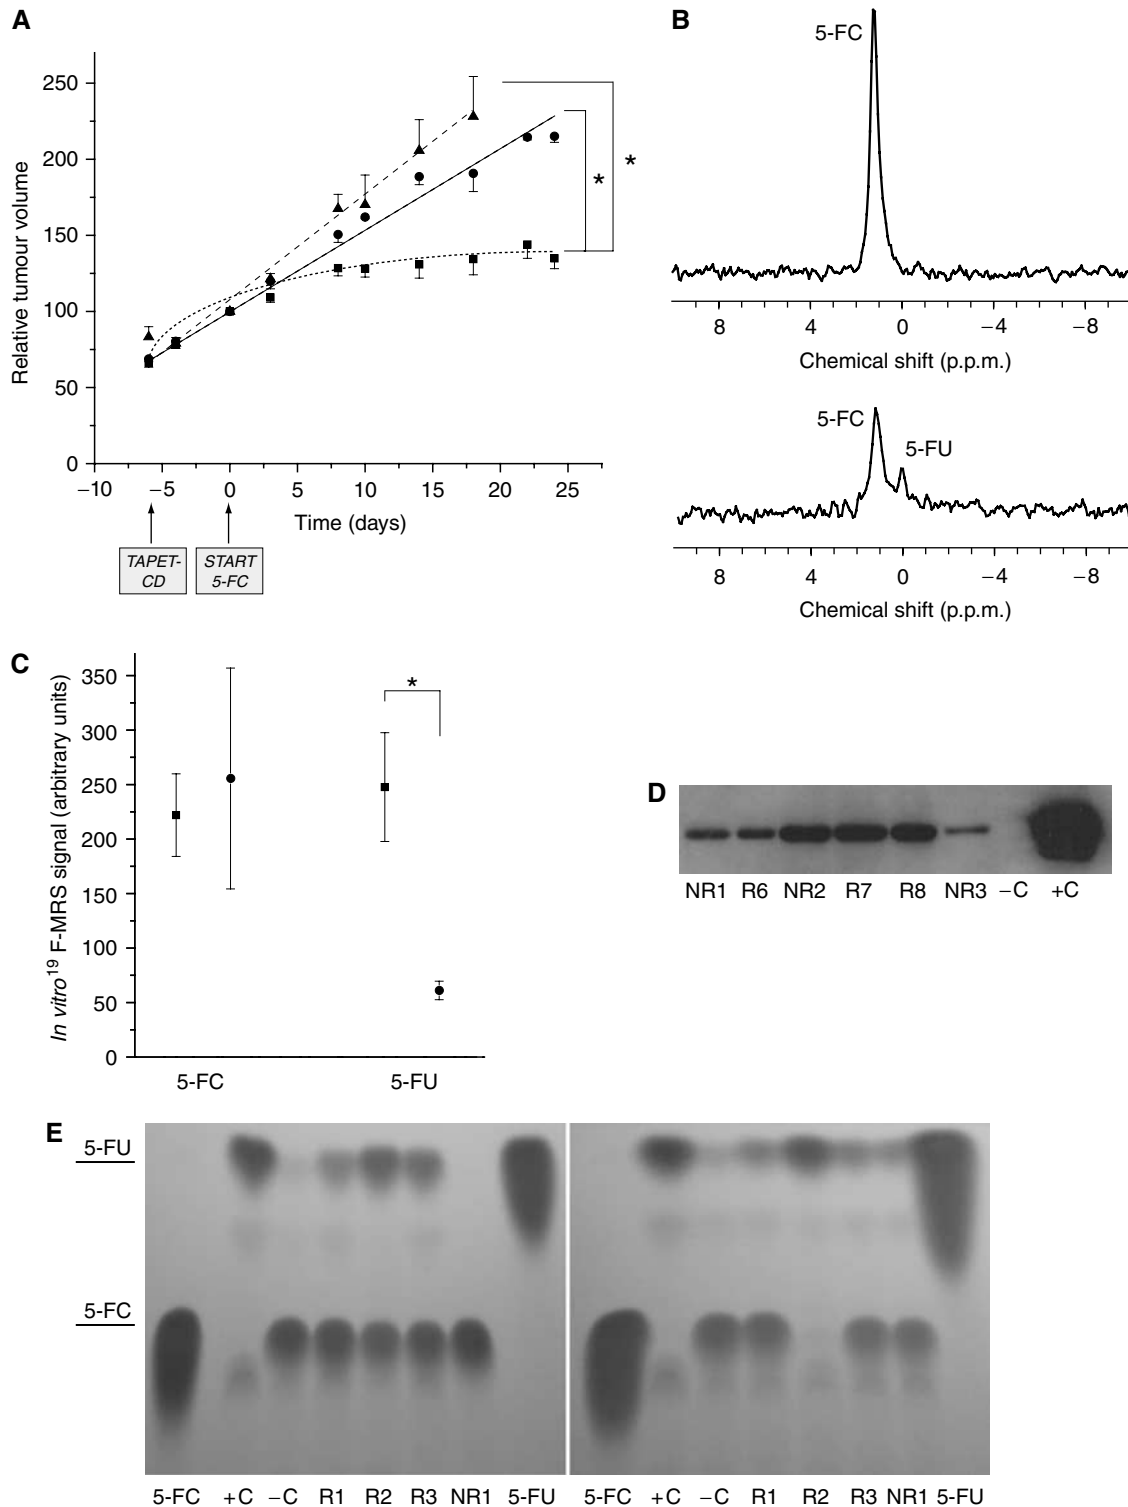 A
250
200
150
100
50
0
Relative tumour volume
−10 −5 0 5 10 15 20 25
Time (days)
TAPET-
CD
START
5-FC
*
*
B
5-FC
8 4 0 −4 −8
Chemical shift (p.p.m.)
5-FC
5-FU
8 4 0 −4 −8
Chemical shift (p.p.m.)
C
350
300
250
200
150
100
50
0
In vitro 19 F-MRS signal (arbitrary units)
*
5-FC 5-FU
D
NR1 R6 NR2 R7 R8 NR3 −C +C
E
5-FU
5-FC
5-FC +C −C R1 R2 R3 NR1 5-FU 5-FC +C −C R1 R2 R3 NR1 5-FU